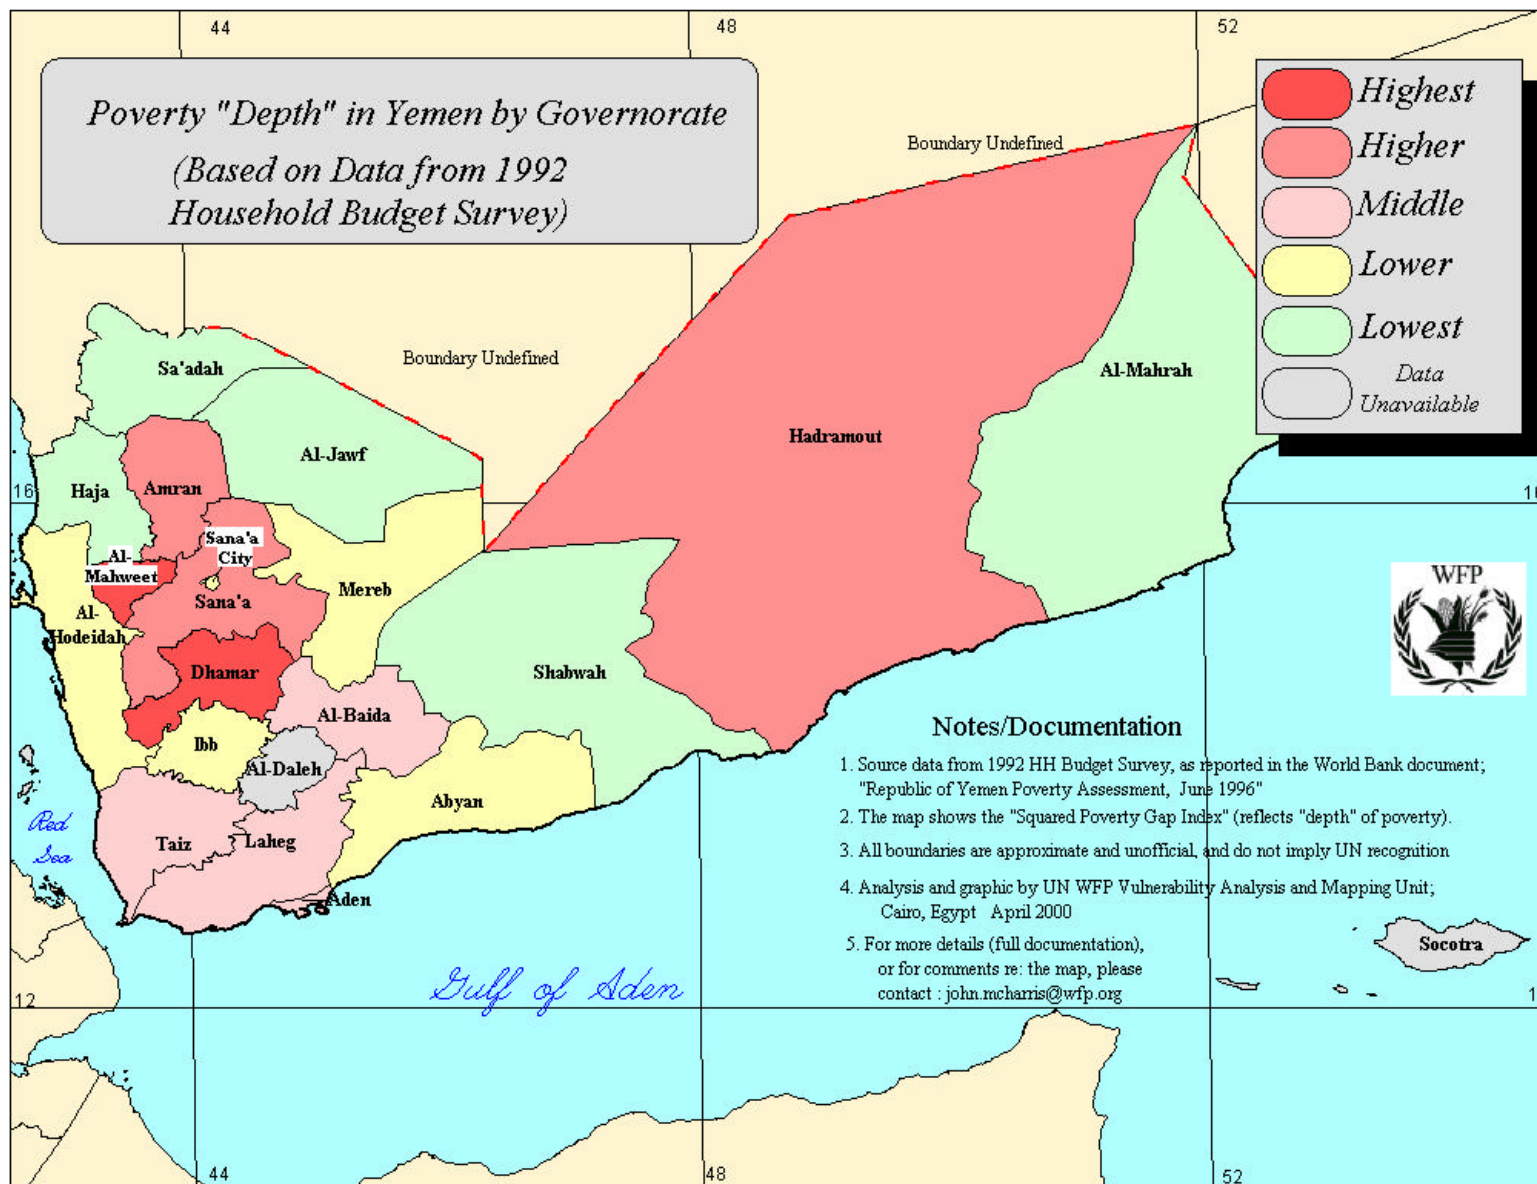 44
48
52
Poverty "Depth" in Yemen by Governorate
(Based on Data from 1992
Household Budget Survey)
Highest
Higher
Middle
Lower
Lowest
Data
Unavailable
Boundary Undefined
Boundary Undefined
Sa'adah
Al-Mahrah
Hadramout
Al-Jawf
Haja
Amran
16
Sana'a
City
Al-
Mahweet
Mereb
Sana'a
Al-
Hodeidah
WFP
Dhamar
Shabwah
Al-Baida
Ibb
Al-Daleh
Abyan
Taiz
Laheg
Aden
Red
Sea
Notes/Documentation
1. Source data from 1992 HH Budget Survey, as reported in the World Bank document;
"Republic of Yemen Poverty Assessment, June 1996"
2. The map shows the "Squared Poverty Gap Index" (reflects "depth" of poverty).
3. All boundaries are approximate and unofficial, and do not imply UN recognition
4. Analysis and graphic by UN WFP Vulnerability Analysis and Mapping Unit;
Cairo, Egypt April 2000
5. For more details (full documentation),
or for comments re: the map, please
contact : john.mcharris@wfp.org
Socotra
Gulf of Aden
12
44
48
52